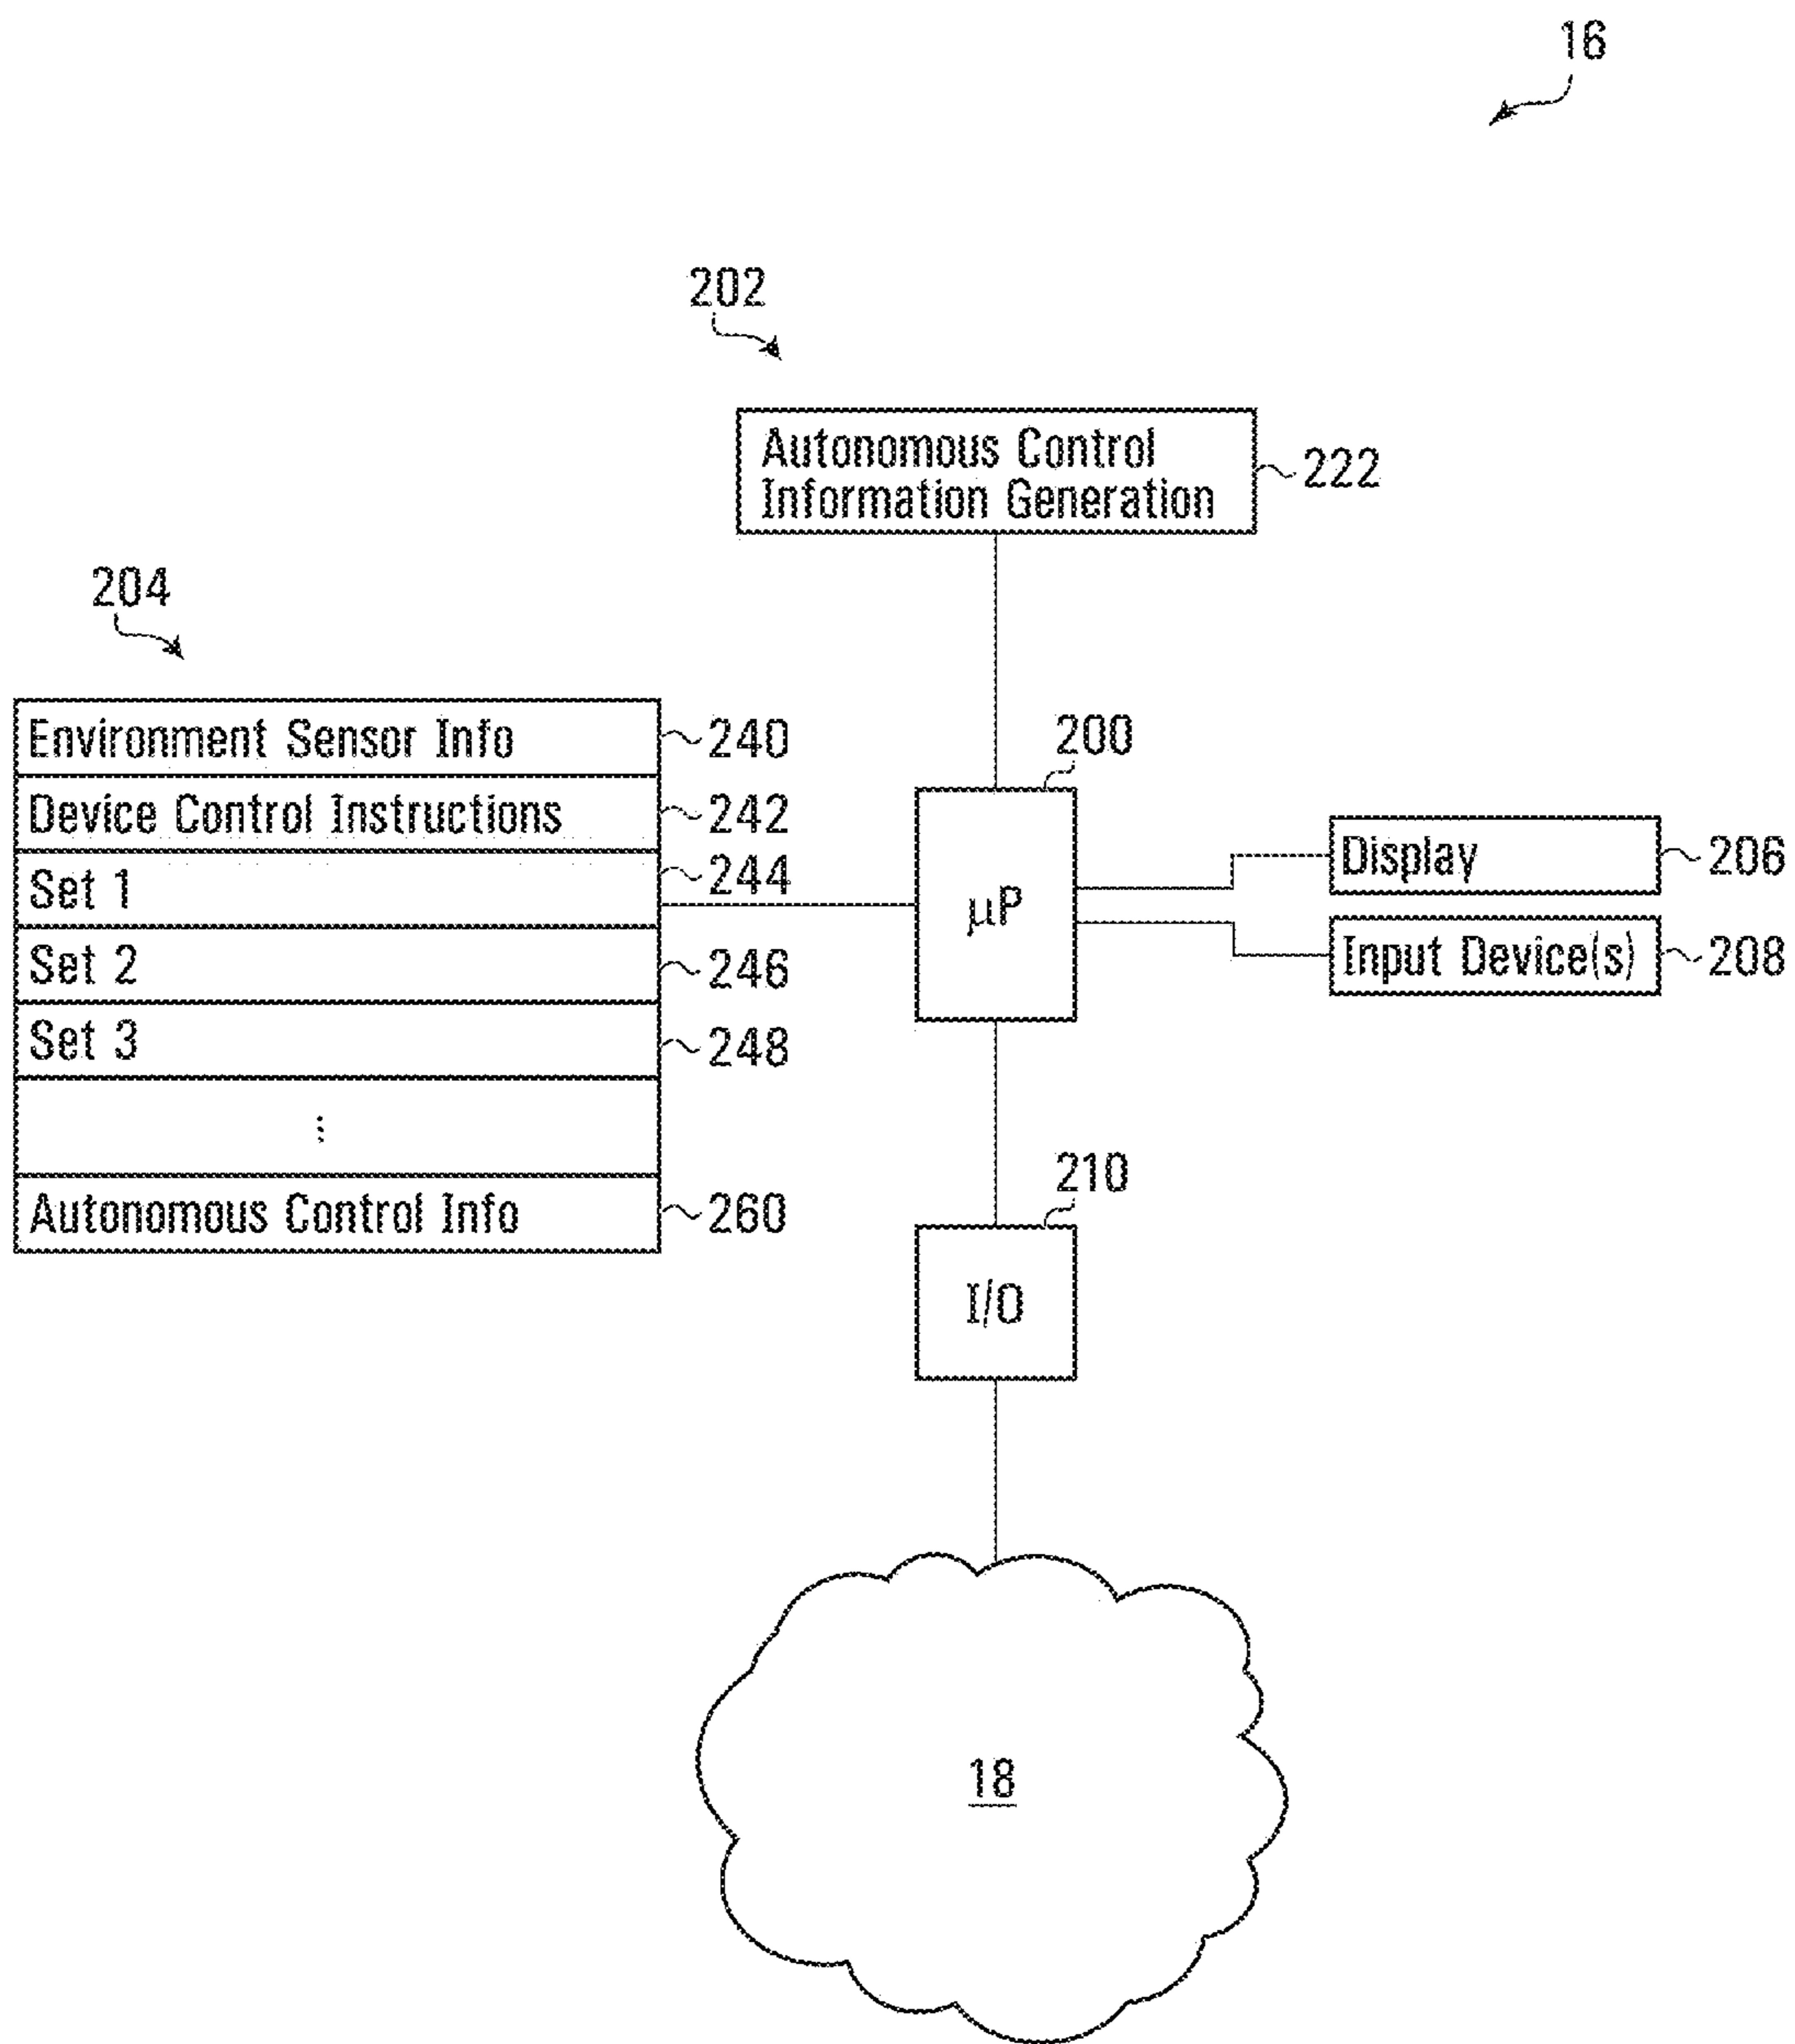 16
202
Autonomous Control
Information Generation
222
204
Environment Sensor Info
240
Device Control Instructions
242
Set 1
244
Set 2
246
Set 3
248
⋮
Autonomous Control Info
260
200
µP
Display
206
Input Device(s)
208
210
I/O
18